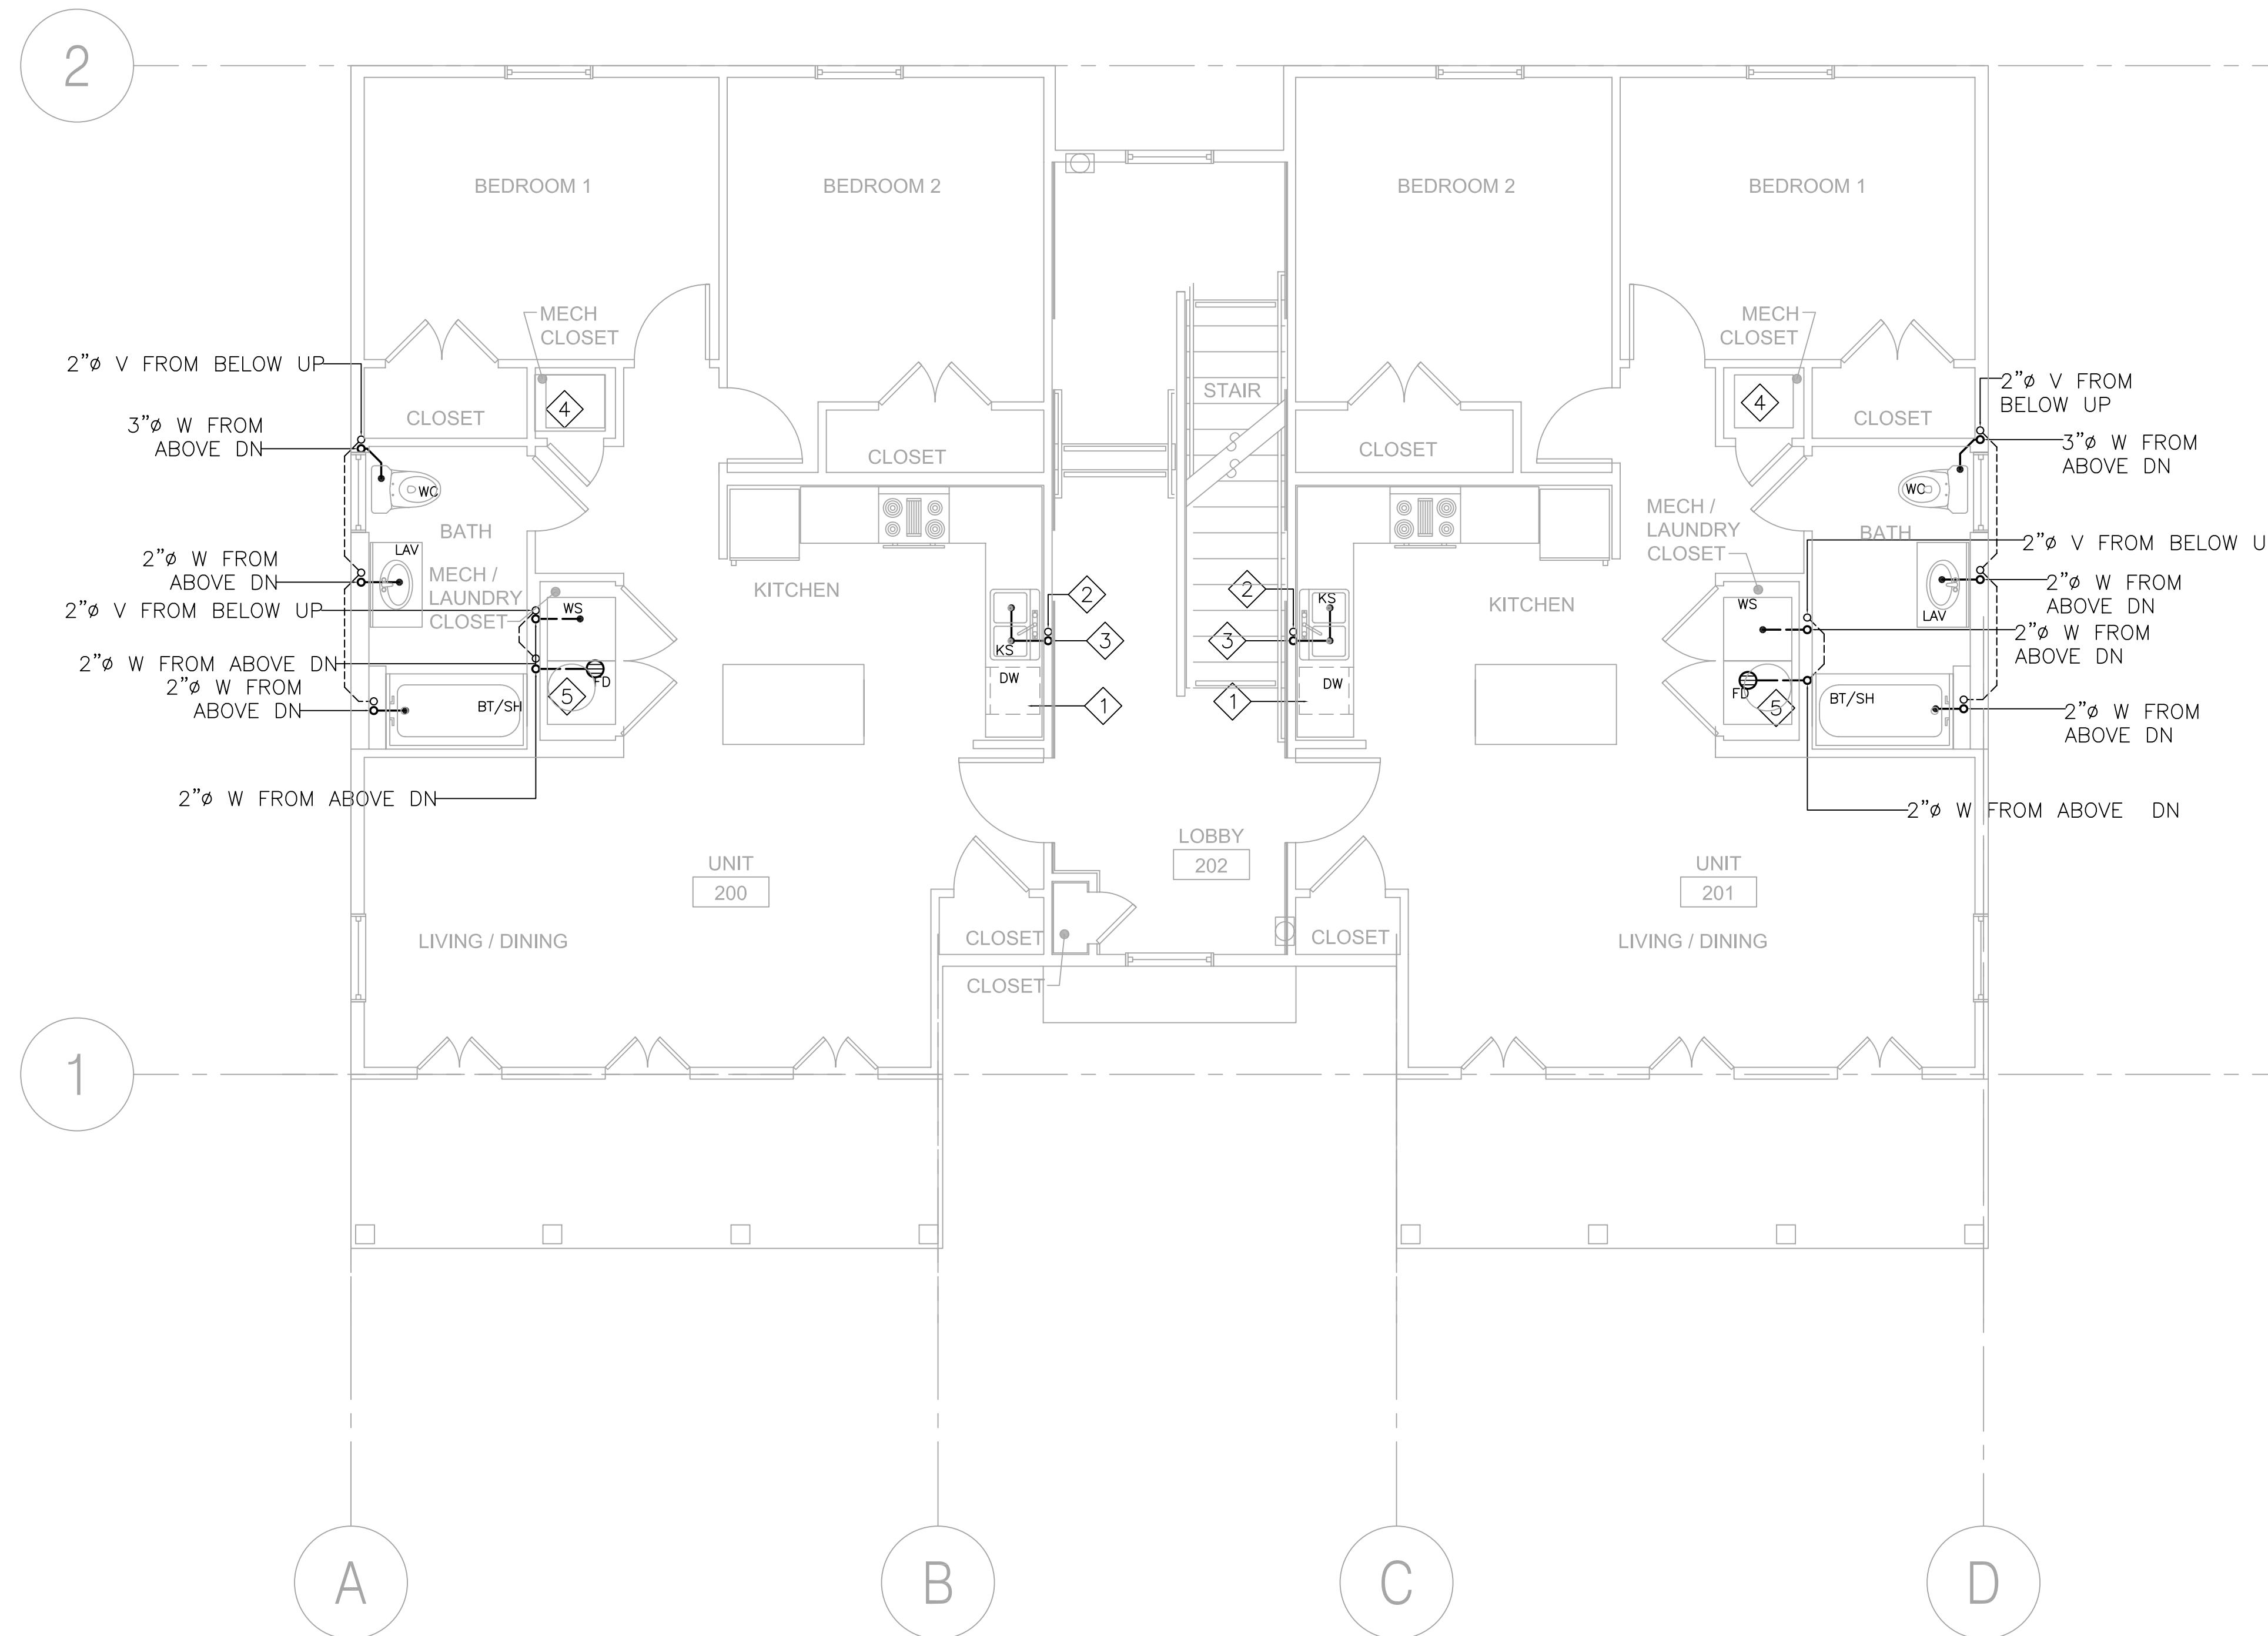 2
BEDROOM 1
BEDROOM 2
BEDROOM 2
BEDROOM 1
MECH
CLOSET
MECH
CLOSET
2"ø V FROM BELOW UP
3"ø W FROM
ABOVE DN
CLOSET
4
CLOSET
STAIR
CLOSET
4
CLOSET
2"ø V FROM
BELOW UP
3"ø W FROM
ABOVE DN
WC
BATH
LAV
2"ø W FROM
ABOVE DN
MECH /
LAUNDRY
CLOSET
2"ø V FROM BELOW UP
WS
2"ø W FROM ABOVE DN
2"ø W FROM
ABOVE DN
BT/SH
FD
5
2"ø W FROM ABOVE DN
KITCHEN
KS
DW
2
3
1
2
3
1
KS
DW
KITCHEN
MECH /
LAUNDRY
CLOSET
WC
BATH
2"ø V FROM BELOW U
WS
LAV
2"ø W FROM
ABOVE DN
2"ø W FROM
ABOVE DN
FD
5
BT/SH
2"ø W FROM
ABOVE DN
2"ø W FROM ABOVE DN
UNIT
200
LOBBY
202
UNIT
201
LIVING / DINING
CLOSET
CLOSET
LIVING / DINING
CLOSET
1
A
B
C
D